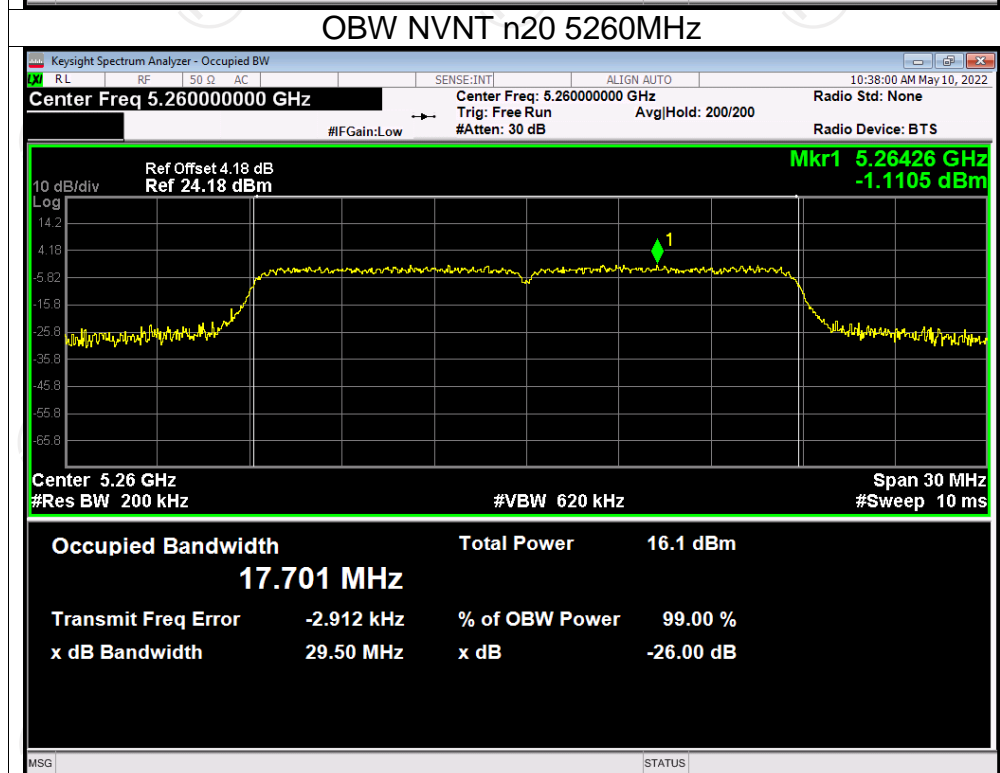 OBW NVNT n20 5260MHz
Keysight Spectrum Analyzer - Occupied BW
LXI RL RF 50 Ω AC SENSE:INT ALIGN AUTO 10:38:00 AM May 10, 2022
Center Freq 5.260000000 GHz Center Freq: 5.260000000 GHz Radio Std: None
Trig: Free Run Avg|Hold: 200/200
#IFGain:Low #Atten: 30 dB Radio Device: BTS
Mkr1 5.26426 GHz
Ref Offset 4.18 dB
10 dB/div Ref 24.18 dBm -1.1105 dBm
Log
14.2
1
4.18
-5.82
-15.8
-25.8
-35.8
-45.8
-55.8
-65.8
Center 5.26 GHz Span 30 MHz
#Res BW 200 kHz #VBW 620 kHz #Sweep 10 ms
Occupied Bandwidth Total Power 16.1 dBm
17.701 MHz
Transmit Freq Error -2.912 kHz % of OBW Power 99.00 %
x dB Bandwidth 29.50 MHz x dB -26.00 dB
MSG STATUS